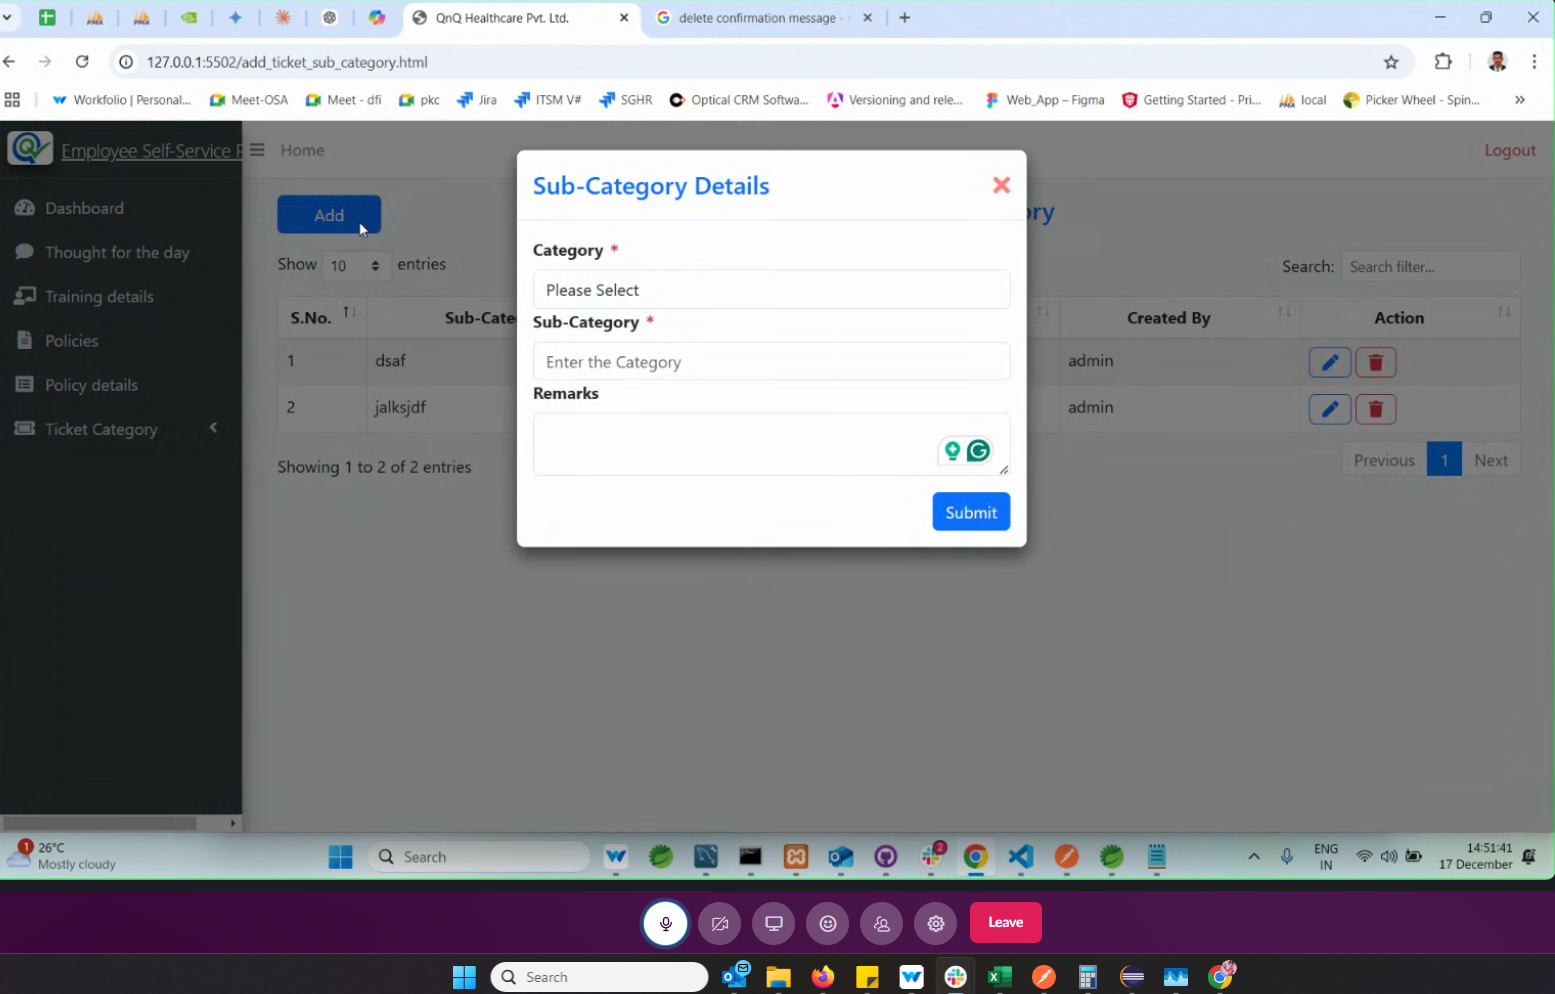 QnQ Healthcare Pvt. Ltd.
delete confirmation message -
127.0.0.1:5502/add_ticket_sub_category.html
Workfolio | Personal...
Meet-OSA
Meet - dfi
pkc
Jira
ITSM V#
SGHR
Optical CRM Softwa...
Versioning and rele...
Web_App – Figma
Getting Started - Pri...
local
Picker Wheel - Spin...
Employee Self-Service
Home
Logout
Dashboard
Thought for the day
Training details
Policies
Policy details
Ticket Category
Add
ory
Show 10 entries
Search: Search filter...
S.No.
Sub-Cate
Created By
Action
1
dsaf
admin
2
jalksjdf
admin
Showing 1 to 2 of 2 entries
Previous 1 Next
Sub-Category Details
Category *
Please Select
Sub-Category *
Enter the Category
Remarks
Submit
1
26°C
Mostly cloudy
Search
2
ENG
IN
14:51:41
17 December
Leave
Search